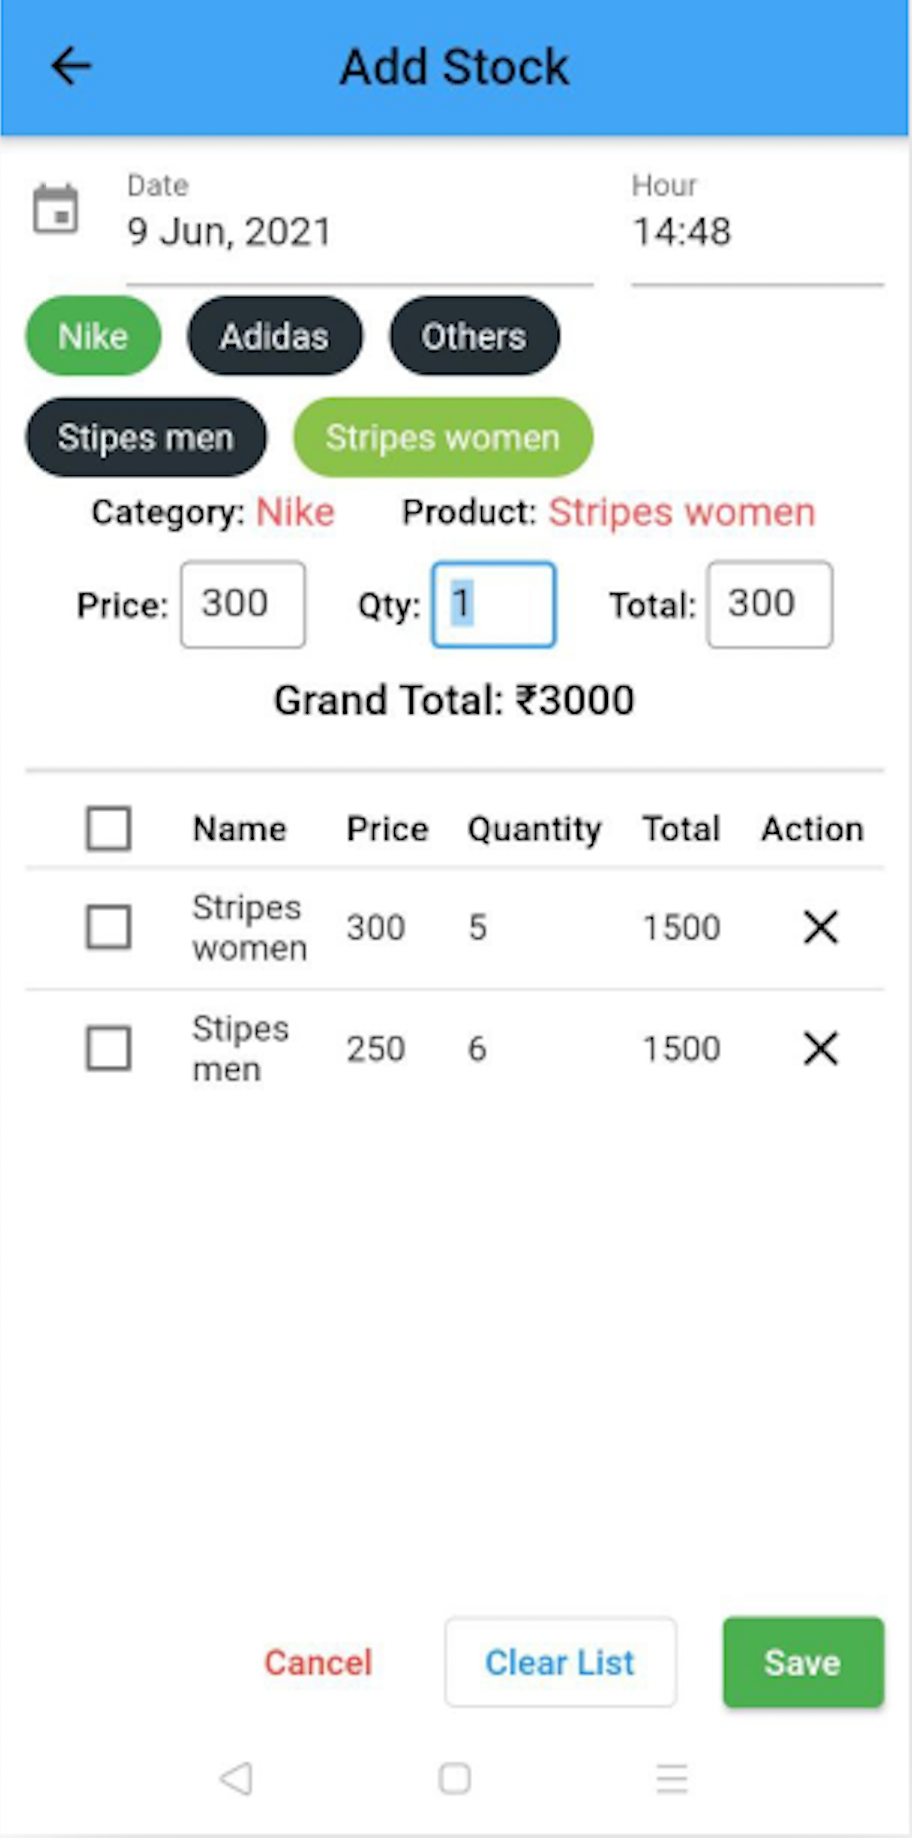 Add Stock
Date
9 Jun, 2021
Hour
14:48
Nike Adidas Others
Stipes men Stripes women
Category: Nike Product: Stripes women
Price: 300 Qty: 1 Total: 300
Grand Total: ₹3000
Name Price Quantity Total Action
Stripes
women 300 5 1500
Stipes
men 250 6 1500
Cancel Clear List Save